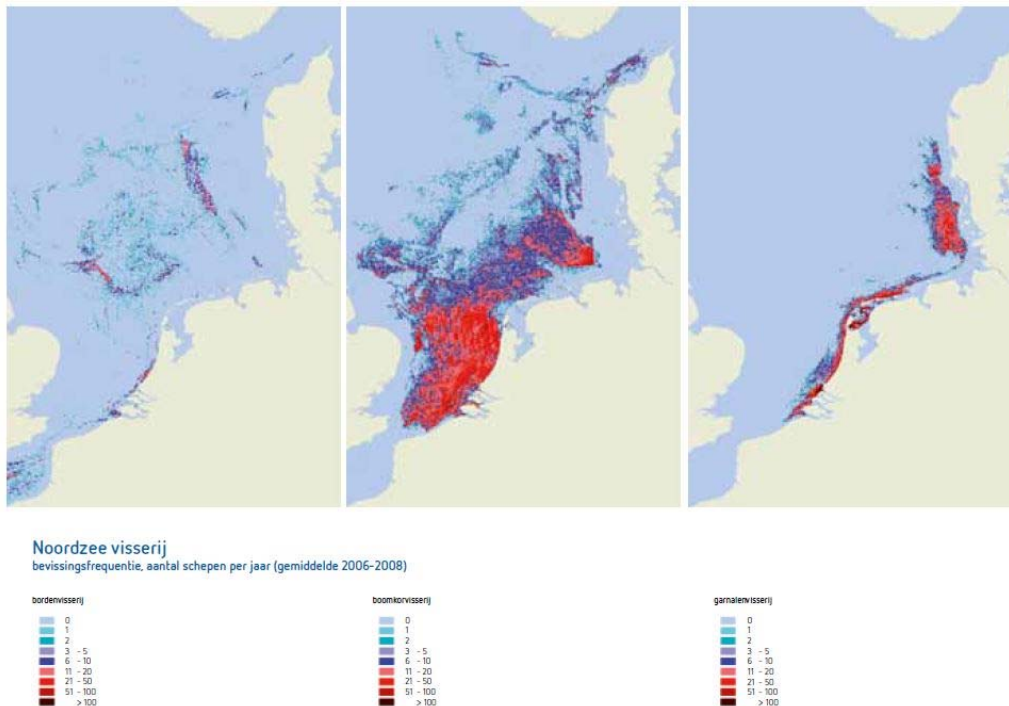 Noordzee visserij
bevissingsfrequentie, aantal schepen per jaar (gemiddelde 2006-2008)
bordenvisserij
0
1
2
3 - 5
6 - 10
11 - 20
21 - 50
51 - 100
> 100
boomkorvisserij
0
1
2
3 - 5
6 - 10
11 - 20
21 - 50
51 - 100
> 100
garnalenvisserij
0
1
2
3 - 5
6 - 10
11 - 20
21 - 50
51 - 100
> 100